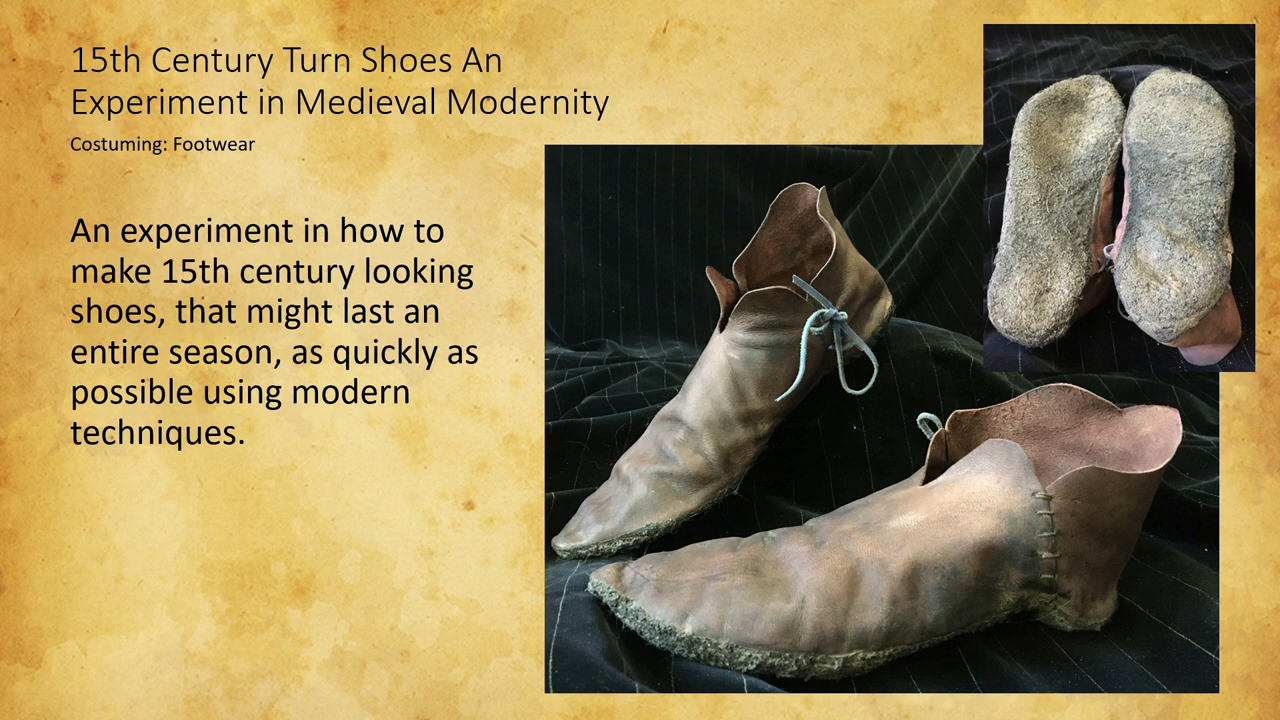 15th Century Turn Shoes An
Experiment in Medieval Modernity
Costuming: Footwear
An experiment in how to
make 15th century looking
shoes, that might last an
entire season, as quickly as
possible using modern
techniques.